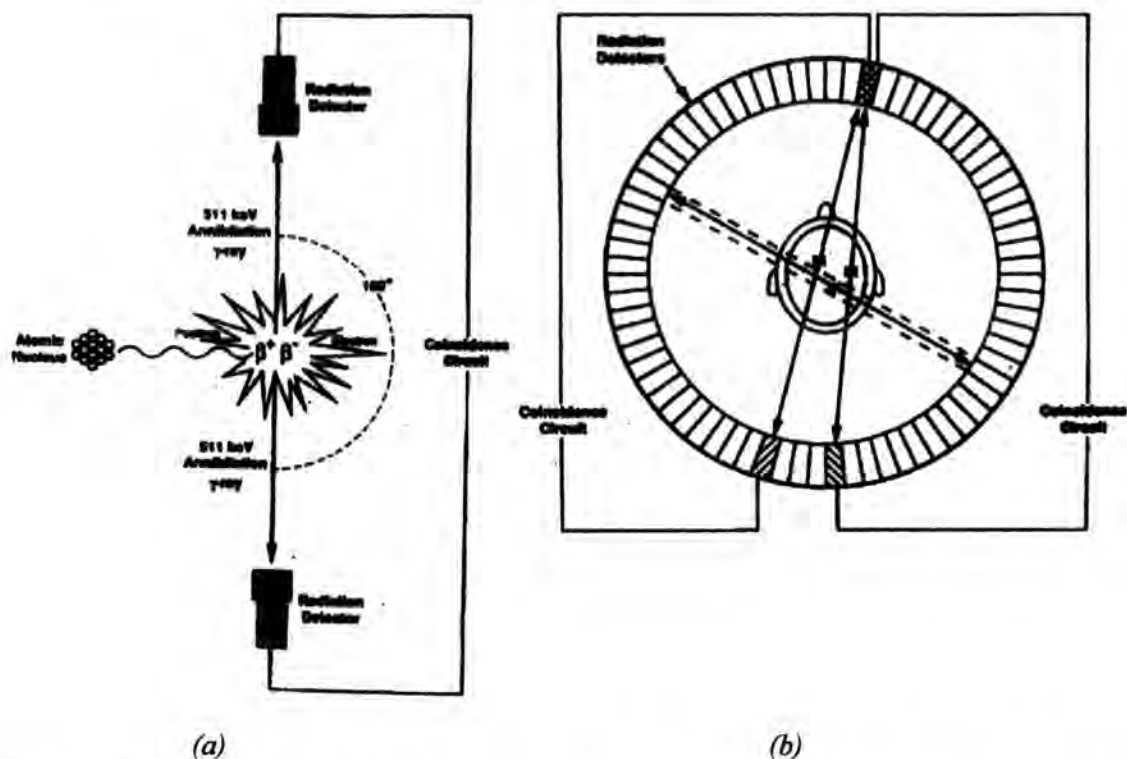 Radiation
Detector
511 keV
Annihilation
γ-ray
180°
Atomic
Nucleus
β⁺ β⁻
Positron
Electron
Coincidence
Circuit
511 keV
Annihilation
γ-ray
Radiation
Detector
(a)
Radiation
Detectors
Coincidence
Circuit
Coincidence
Circuit
(b)